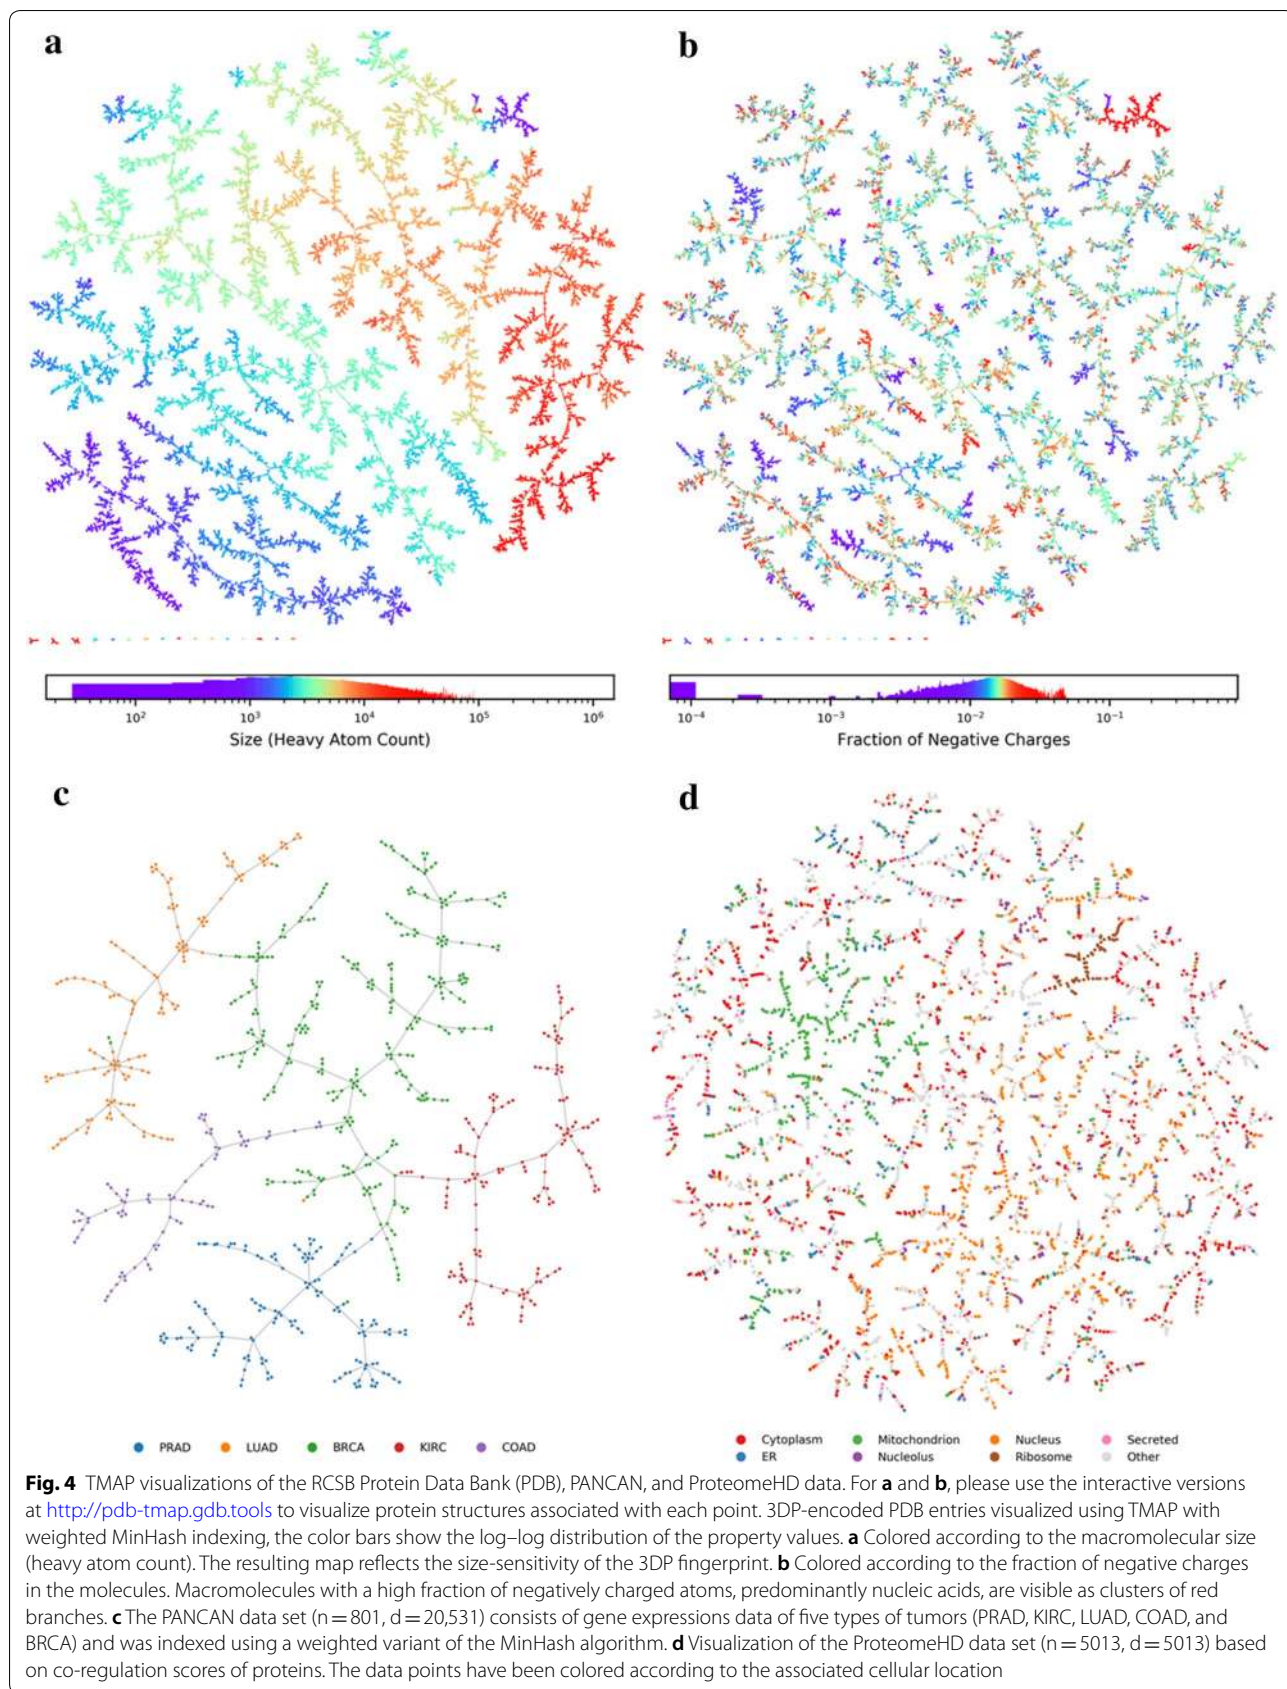 a
b
10² 10³ 10⁴ 10⁵ 10⁶
Size (Heavy Atom Count)
10⁻⁴ 10⁻³ 10⁻² 10⁻¹
Fraction of Negative Charges
c
d
PRAD LUAD BRCA KIRC COAD
Cytoplasm Mitochondrion Nucleus Secreted
ER Nucleolus Ribosome Other
Fig. 4 TMAP visualizations of the RCSB Protein Data Bank (PDB), PANCAN, and ProteomeHD data. For a and b, please use the interactive versions
at http://pdb-tmap.gdb.tools to visualize protein structures associated with each point. 3DP-encoded PDB entries visualized using TMAP with
weighted MinHash indexing, the color bars show the log–log distribution of the property values. a Colored according to the macromolecular size
(heavy atom count). The resulting map reflects the size-sensitivity of the 3DP fingerprint. b Colored according to the fraction of negative charges
in the molecules. Macromolecules with a high fraction of negatively charged atoms, predominantly nucleic acids, are visible as clusters of red
branches. c The PANCAN data set (n = 801, d = 20,531) consists of gene expressions data of five types of tumors (PRAD, KIRC, LUAD, COAD, and
BRCA) and was indexed using a weighted variant of the MinHash algorithm. d Visualization of the ProteomeHD data set (n = 5013, d = 5013) based
on co-regulation scores of proteins. The data points have been colored according to the associated cellular location